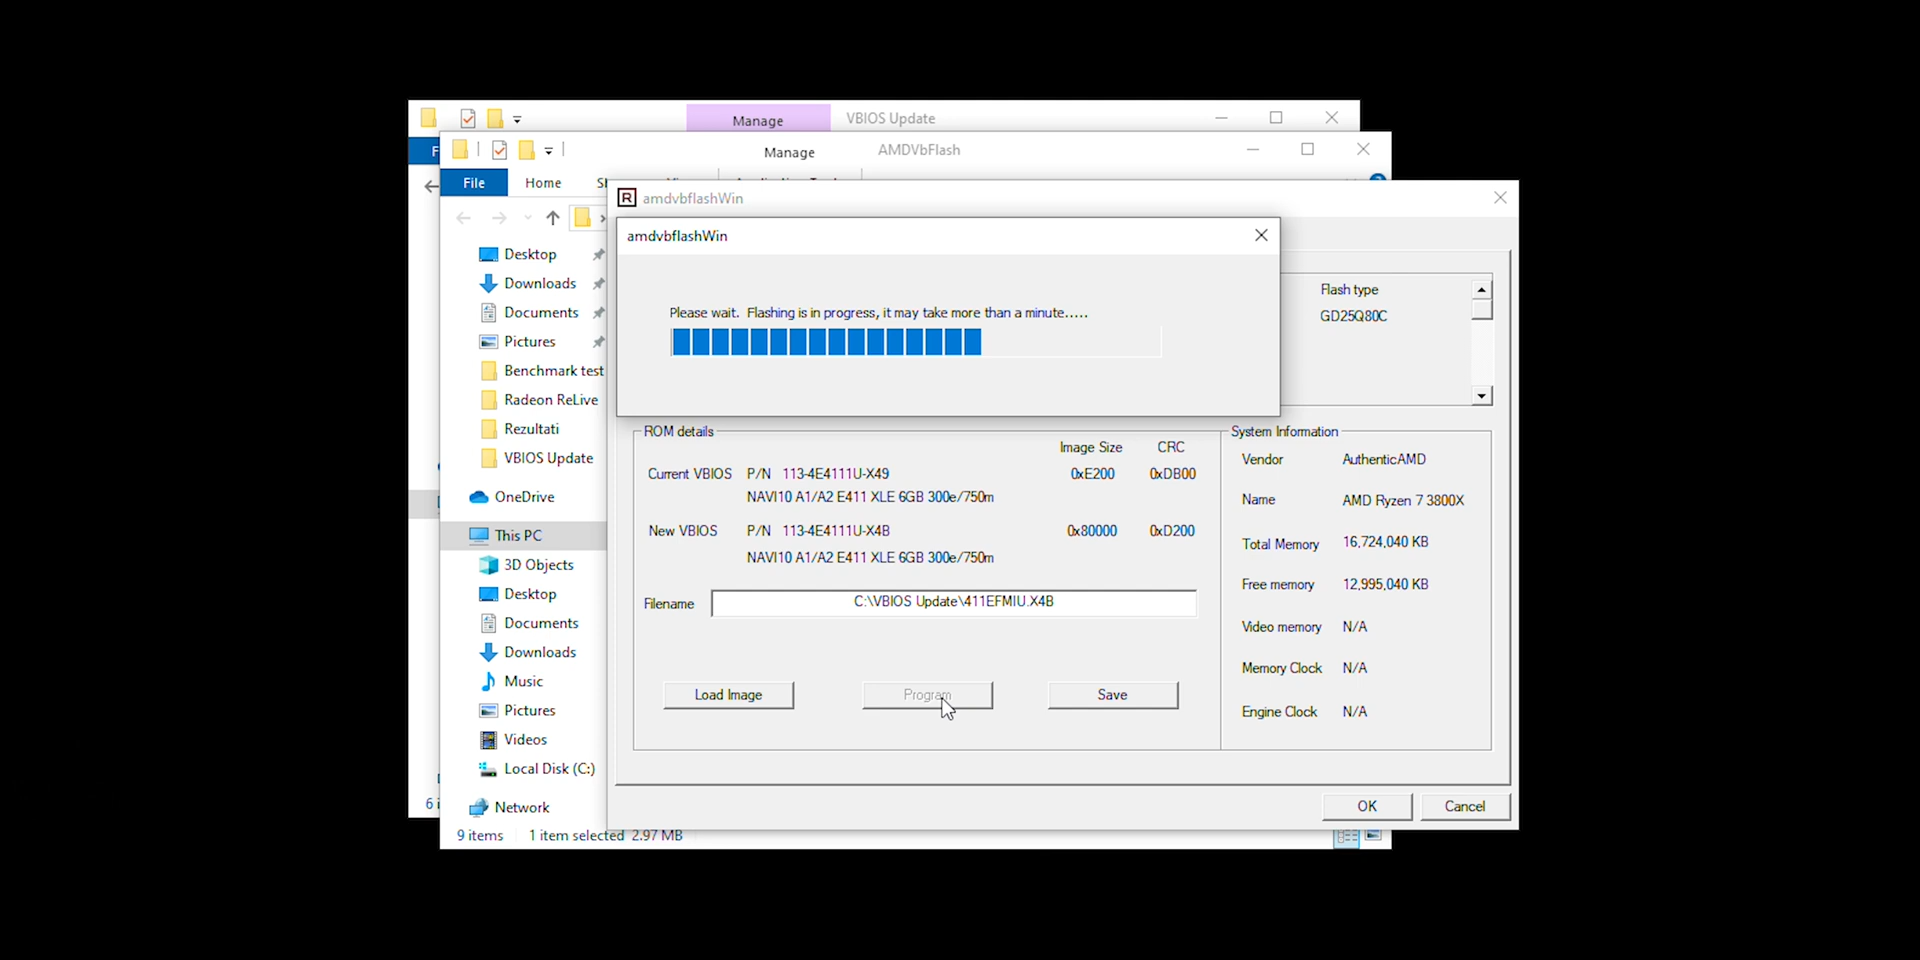 Manage VBIOS Update
Manage AMDVbFlash
File Home
amdvbflashWin
amdvbflashWin
Please wait. Flashing is in progress, it may take more than a minute.....
Flash type
GD25Q80C
Desktop
Downloads
Documents
Pictures
Benchmark test
Radeon ReLive
Rezultati
VBIOS Update
OneDrive
This PC
3D Objects
Desktop
Documents
Downloads
Music
Pictures
Videos
Local Disk (C:)
Network
9 items 1 item selected 2.97 MB
ROM details
Image Size CRC
Current VBIOS P/N 113-4E4111U-X49 0xE200 0xDB00
NAVI10 A1/A2 E411 XLE 6GB 300e/750m
New VBIOS P/N 113-4E4111U-X4B 0x80000 0xD200
NAVI10 A1/A2 E411 XLE 6GB 300e/750m
Filename C:\VBIOS Update\411EFMIU.X4B
Load Image Program Save
System Information
Vendor AuthenticAMD
Name AMD Ryzen 7 3800X
Total Memory 16,724,040 KB
Free memory 12,995,040 KB
Video memory N/A
Memory Clock N/A
Engine Clock N/A
OK Cancel